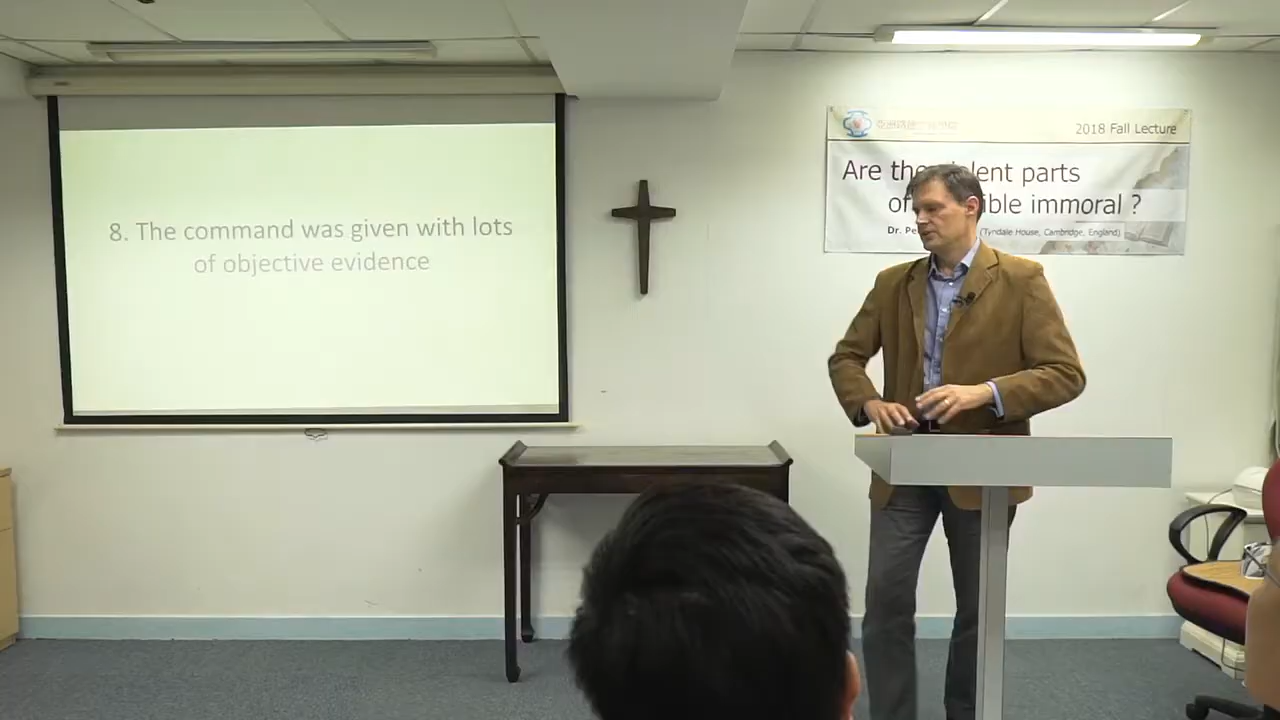 8. The command was given with lots
of objective evidence
2018 Fall Lecture
Are the violent parts
of ible immoral ?
Dr. Pe (Tyndale House, Cambridge, England)